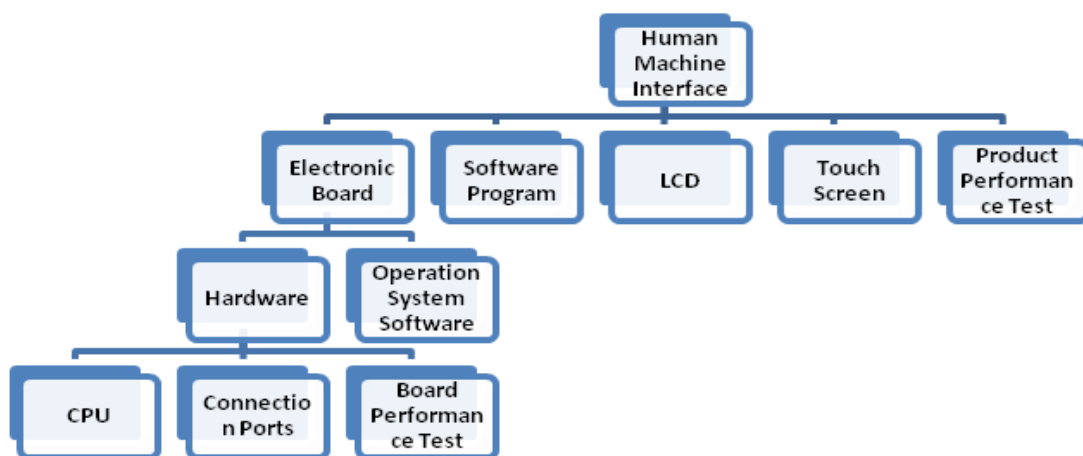 Human
Machine
Interface
Electronic
Board
Software
Program
LCD
Touch
Screen
Product
Performan
ce Test
Hardware
Operation
System
Software
CPU
Connectio
n Ports
Board
Performan
ce Test